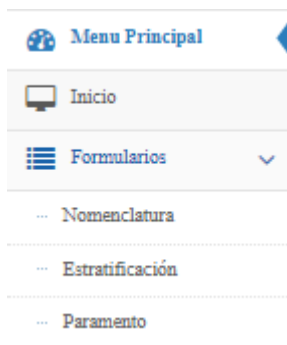 Menu Principal
Inicio
Formularios
Nomenclatura
Estratificación
Paramento